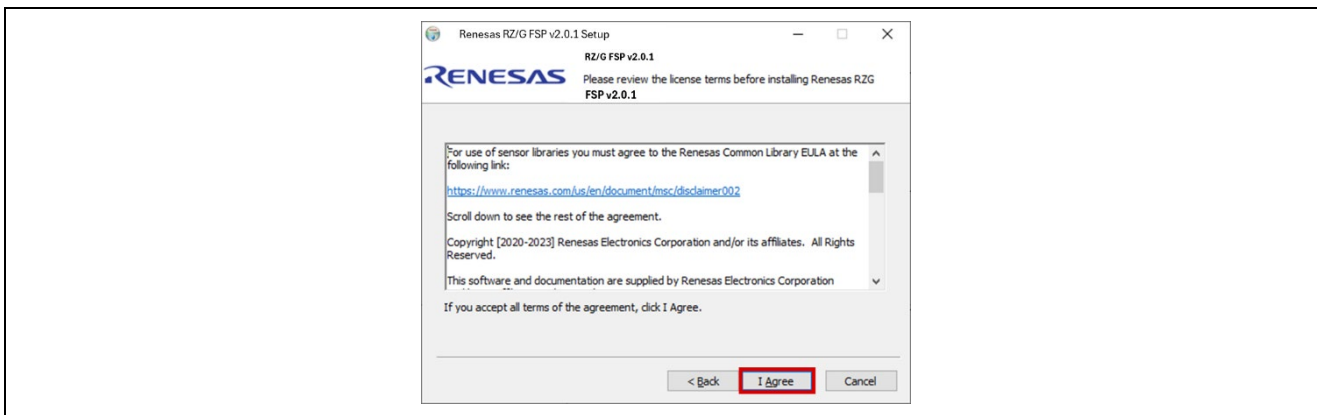 Renesas RZ/G FSP v2.0.1 Setup
RZ/G FSP v2.0.1
RENESAS
Please review the license terms before installing Renesas RZG
FSP v2.0.1
For use of sensor libraries you must agree to the Renesas Common Library EULA at the
following link:
https://www.renesas.com/us/en/document/msc/disclaimer002
Scroll down to see the rest of the agreement.
Copyright [2020-2023] Renesas Electronics Corporation and/or its affiliates. All Rights
Reserved.
This software and documentation are supplied by Renesas Electronics Corporation
If you accept all terms of the agreement, click I Agree.
< Back
I Agree
Cancel